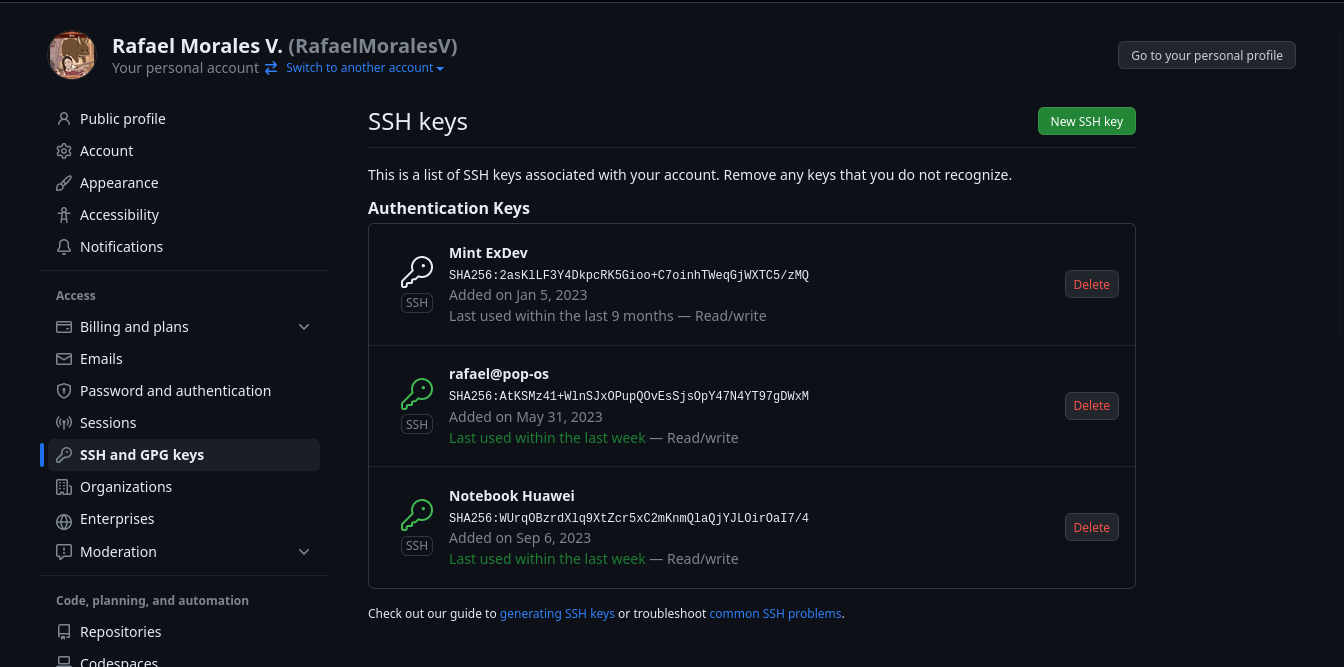 Rafael Morales V. (RafaelMoralesV)
Your personal account Switch to another account
Go to your personal profile
Public profile
Account
Appearance
Accessibility
Notifications
Access
Billing and plans
Emails
Password and authentication
Sessions
SSH and GPG keys
Organizations
Enterprises
Moderation
Code, planning, and automation
Repositories
Codespaces
SSH keys
New SSH key
This is a list of SSH keys associated with your account. Remove any keys that you do not recognize.
Authentication Keys
Mint ExDev
SHA256:2asKlLF3Y4DkpcRK5Gioo+C7oinhTWeqGjWXTC5/zMQ
Added on Jan 5, 2023
Last used within the last 9 months — Read/write
SSH
Delete
rafael@pop-os
SHA256:AtKSMz41+WlnSJxOPupQOvEsSjsOpY47N4YT97gDWxM
Added on May 31, 2023
Last used within the last week — Read/write
SSH
Delete
Notebook Huawei
SHA256:WUrqOBzrdXlq9XtZcr5xC2mKnmQlaQjYJLOirOaI7/4
Added on Sep 6, 2023
Last used within the last week — Read/write
SSH
Delete
Check out our guide to generating SSH keys or troubleshoot common SSH problems.